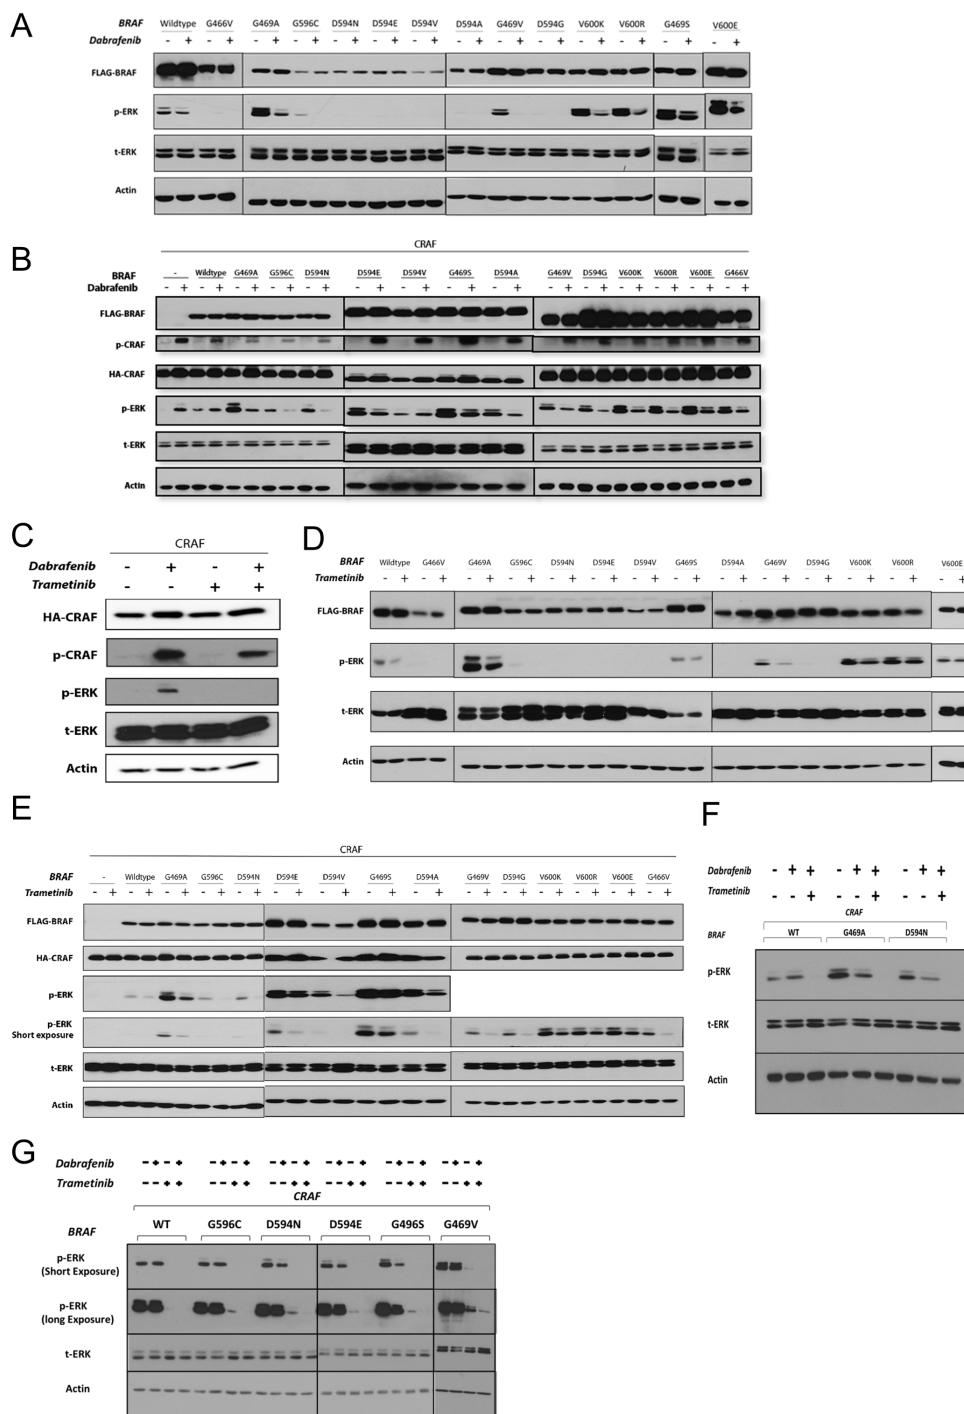 A
BRAF Wildtype G466V G469A G596C D594N D594E D594V D594A G469V D594G V600K V600R G469S V600E
Dabrafenib - + - + - + - + - + - + - + - + - + - + - + - + - + - +
FLAG-BRAF
p-ERK
t-ERK
Actin
B
CRAF
BRAF - Wildtype G469A G596C D594N D594E D594V G469S D594A G469V D594G V600K V600R V600E G466V
Dabrafenib - + - + - + - + - + - + - + - + - + - + - + - + - + - + - +
FLAG-BRAF
p-CRAF
HA-CRAF
p-ERK
t-ERK
Actin
C
CRAF
Dabrafenib - + - +
Trametinib - - + +
HA-CRAF
p-CRAF
p-ERK
t-ERK
Actin
D
BRAF Wildtype G466V G469A G596C D594N D594E D594V G469S D594A G469V D594G V600K V600R V600E
Trametinib - + - + - + - + - + - + - + - + - + - + - + - + - + - +
FLAG-BRAF
p-ERK
t-ERK
Actin
E
CRAF
BRAF - Wildtype G469A G596C D594N D594E D594V G469S D594A G469V D594G V600K V600R V600E G466V
Trametinib - + - + - + - + - + - + - + - + - + - + - + - + - + - + - +
FLAG-BRAF
HA-CRAF
p-ERK
p-ERK
Short exposure
t-ERK
Actin
F
Dabrafenib - + + - + + - + +
Trametinib - - + - - + - - +
CRAF
BRAF WT G469A D594N
p-ERK
t-ERK
Actin
G
Dabrafenib - + - + - + - + - + - + - + - + - + - + - + - +
Trametinib - - + + - - + + - - + + - - + + - - + + - - + +
CRAF
BRAF WT G596C D594N D594E G496S G469V
p-ERK
(Short Exposure)
p-ERK
(long Exposure)
t-ERK
Actin